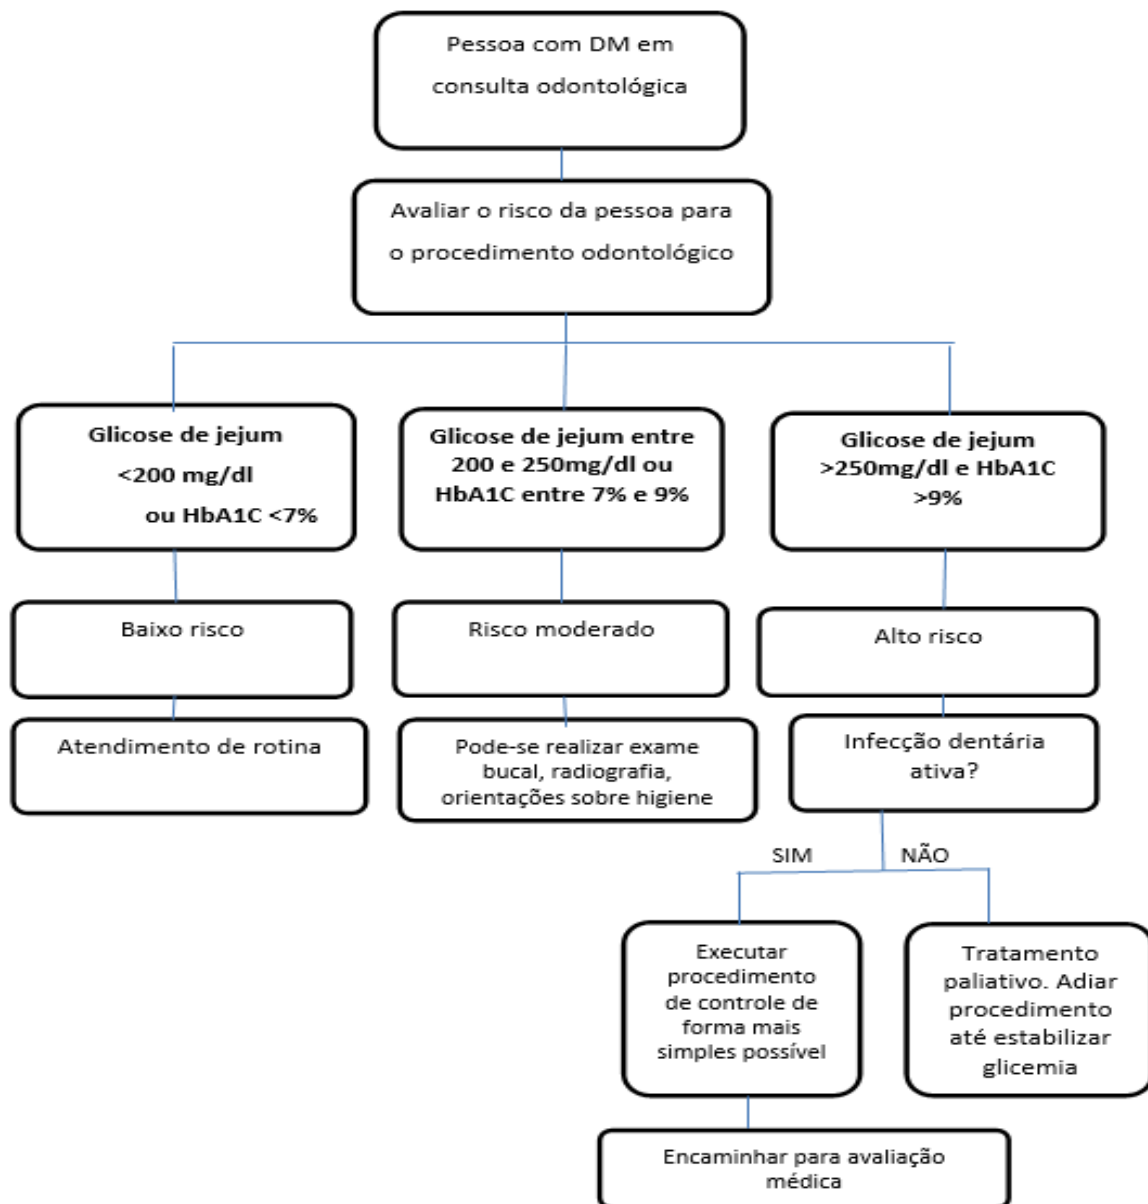 Pessoa com DM em
consulta odontológica
Avaliar o risco da pessoa para
o procedimento odontológico
Glicose de jejum
<200 mg/dl
ou HbA1C <7%
Glicose de jejum entre
200 e 250mg/dl ou
HbA1C entre 7% e 9%
Glicose de jejum
>250mg/dl e HbA1C
>9%
Baixo risco
Risco moderado
Alto risco
Atendimento de rotina
Pode-se realizar exame
bucal, radiografia,
orientações sobre higiene
Infecção dentária
ativa?
SIM
NÃO
Executar
procedimento
de controle de
forma mais
simples possível
Tratamento
paliativo. Adiar
procedimento
até estabilizar
glicemia
Encaminhar para avaliação
médica